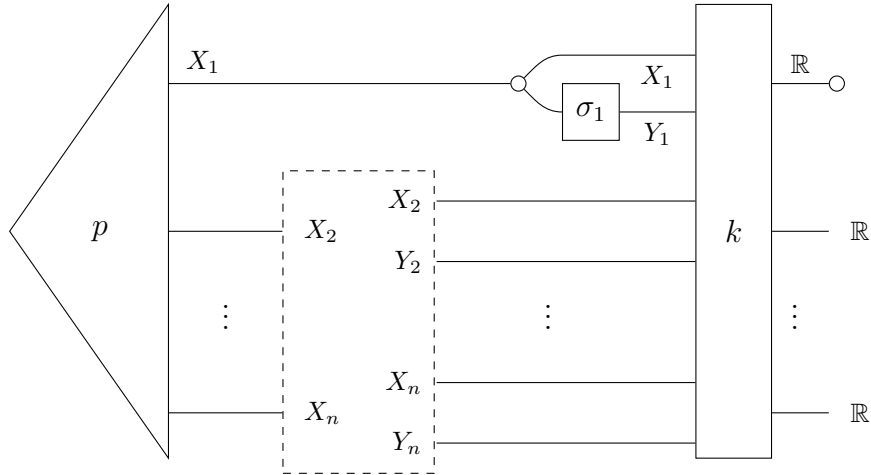 X₁ ℝ
X₁
σ₁
Y₁
X₂
p X₂ k ℝ
Y₂
⋮ ⋮ ⋮
Xₙ
Xₙ ℝ
Yₙ